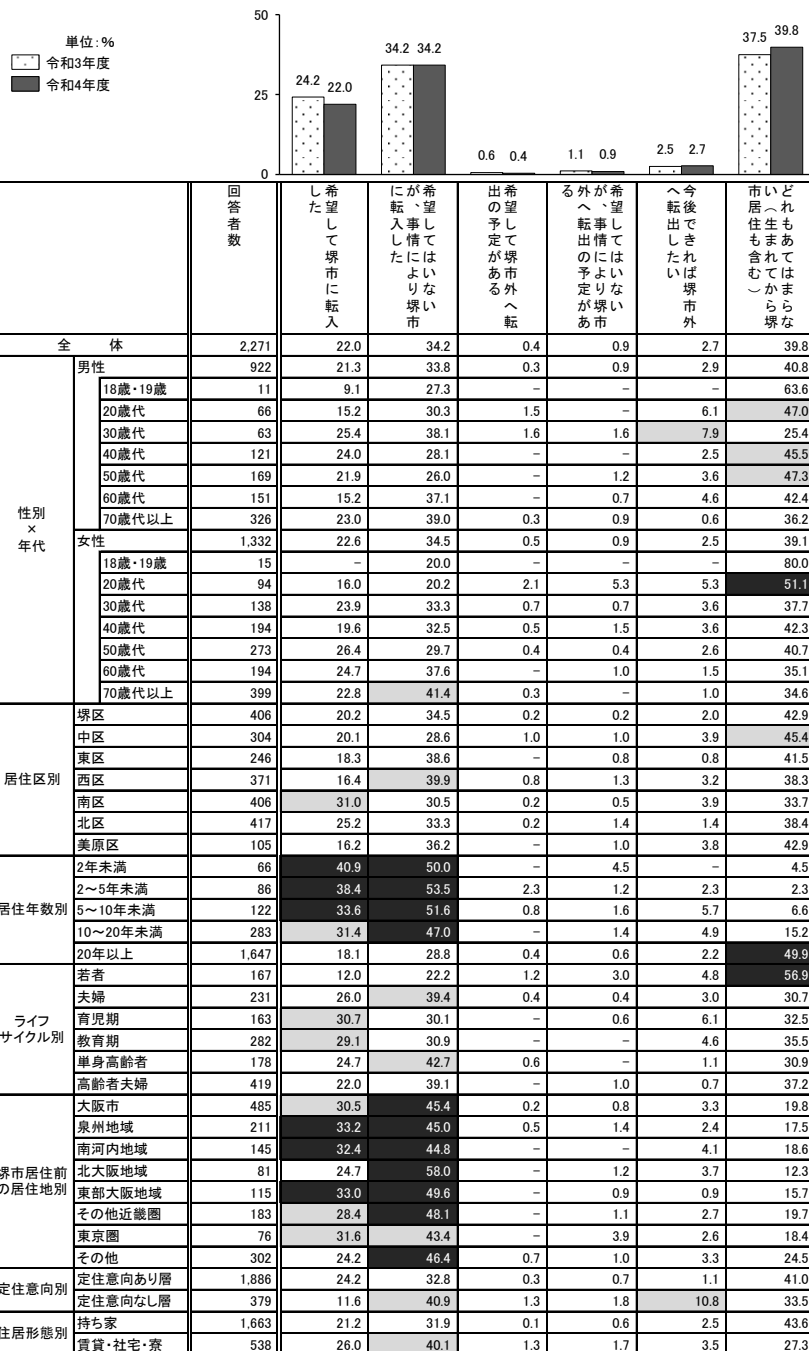 単位:%
令和3年度
令和4年度
50
25
0
24.2 22.0
34.2 34.2
0.6 0.4
1.1 0.9
2.5 2.7
37.5 39.8
回答者数
希望して堺市に転入した
希望してはいないが、事情により堺市に転入した
希望して堺市外へ転出の予定がある
希望してはいないが、事情により堺市外へ転出の予定がある
今後できれば堺市外へ転出したい
どれもあてはまらない(生まれてから堺市居住も含む)
全 体 2,271 22.0 34.2 0.4 0.9 2.7 39.8
性別×年代
男性 922 21.3 33.8 0.3 0.9 2.9 40.8
18歳・19歳 11 9.1 27.3 - - - 63.6
20歳代 66 15.2 30.3 1.5 - 6.1 47.0
30歳代 63 25.4 38.1 1.6 1.6 7.9 25.4
40歳代 121 24.0 28.1 - - 2.5 45.5
50歳代 169 21.9 26.0 - 1.2 3.6 47.3
60歳代 151 15.2 37.1 - 0.7 4.6 42.4
70歳代以上 326 23.0 39.0 0.3 0.9 0.6 36.2
女性 1,332 22.6 34.5 0.5 0.9 2.5 39.1
18歳・19歳 15 - 20.0 - - - 80.0
20歳代 94 16.0 20.2 2.1 5.3 5.3 51.1
30歳代 138 23.9 33.3 0.7 0.7 3.6 37.7
40歳代 194 19.6 32.5 0.5 1.5 3.6 42.3
50歳代 273 26.4 29.7 0.4 0.4 2.6 40.7
60歳代 194 24.7 37.6 - 1.0 1.5 35.1
70歳代以上 399 22.8 41.4 0.3 - 1.0 34.6
居住区別
堺区 406 20.2 34.5 0.2 0.2 2.0 42.9
中区 304 20.1 28.6 1.0 1.0 3.9 45.4
東区 246 18.3 38.6 - 0.8 0.8 41.5
西区 371 16.4 39.9 0.8 1.3 3.2 38.3
南区 406 31.0 30.5 0.2 0.5 3.9 33.7
北区 417 25.2 33.3 0.2 1.4 1.4 38.4
美原区 105 16.2 36.2 - 1.0 3.8 42.9
居住年数別
2年未満 66 40.9 50.0 - 4.5 - 4.5
2~5年未満 86 38.4 53.5 2.3 1.2 2.3 2.3
5~10年未満 122 33.6 51.6 0.8 1.6 5.7 6.6
10~20年未満 283 31.4 47.0 - 1.4 4.9 15.2
20年以上 1,647 18.1 28.8 0.4 0.6 2.2 49.9
ライフサイクル別
若者 167 12.0 22.2 1.2 3.0 4.8 56.9
夫婦 231 26.0 39.4 0.4 0.4 3.0 30.7
育児期 163 30.7 30.1 - 0.6 6.1 32.5
教育期 282 29.1 30.9 - - 4.6 35.5
単身高齢者 178 24.7 42.7 0.6 - 1.1 30.9
高齢者夫婦 419 22.0 39.1 - 1.0 0.7 37.2
堺市居住前の居住地別
大阪市 485 30.5 45.4 0.2 0.8 3.3 19.8
泉州地域 211 33.2 45.0 0.5 1.4 2.4 17.5
南河内地域 145 32.4 44.8 - - 4.1 18.6
北大阪地域 81 24.7 58.0 - 1.2 3.7 12.3
東部大阪地域 115 33.0 49.6 - 0.9 0.9 15.7
その他近畿圏 183 28.4 48.1 - 1.1 2.7 19.7
東京圏 76 31.6 43.4 - 3.9 2.6 18.4
その他 302 24.2 46.4 0.7 1.0 3.3 24.5
定住意向別
定住意向あり層 1,886 24.2 32.8 0.3 0.7 1.1 41.0
定住意向なし層 379 11.6 40.9 1.3 1.8 10.8 33.5
住居形態別
持ち家 1,663 21.2 31.9 0.1 0.6 2.5 43.6
賃貸・社宅・寮 538 26.0 40.1 1.3 1.7 3.5 27.3